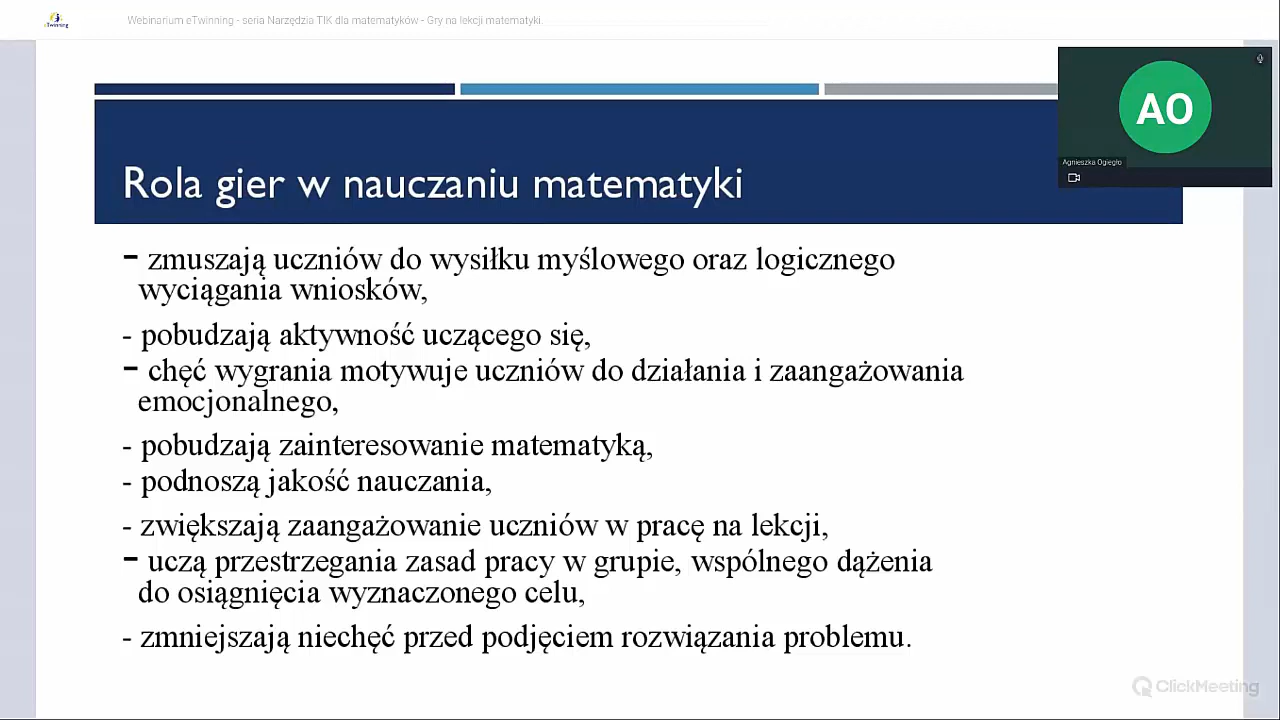 eTwinning
Webinarium eTwinning - seria Narzędzia TIK dla matematyków - Gry na lekcji matematyki.
AO
Agnieszka Ogięgło
Rola gier w nauczaniu matematyki
- zmuszają uczniów do wysiłku myślowego oraz logicznego
wyciągania wniosków,
- pobudzają aktywność uczącego się,
- chęć wygrania motywuje uczniów do działania i zaangażowania
emocjonalnego,
- pobudzają zainteresowanie matematyką,
- podnoszą jakość nauczania,
- zwiększają zaangażowanie uczniów w pracę na lekcji,
- uczą przestrzegania zasad pracy w grupie, wspólnego dążenia
do osiągnięcia wyznaczonego celu,
- zmniejszają niechęć przed podjęciem rozwiązania problemu.
ClickMeeting